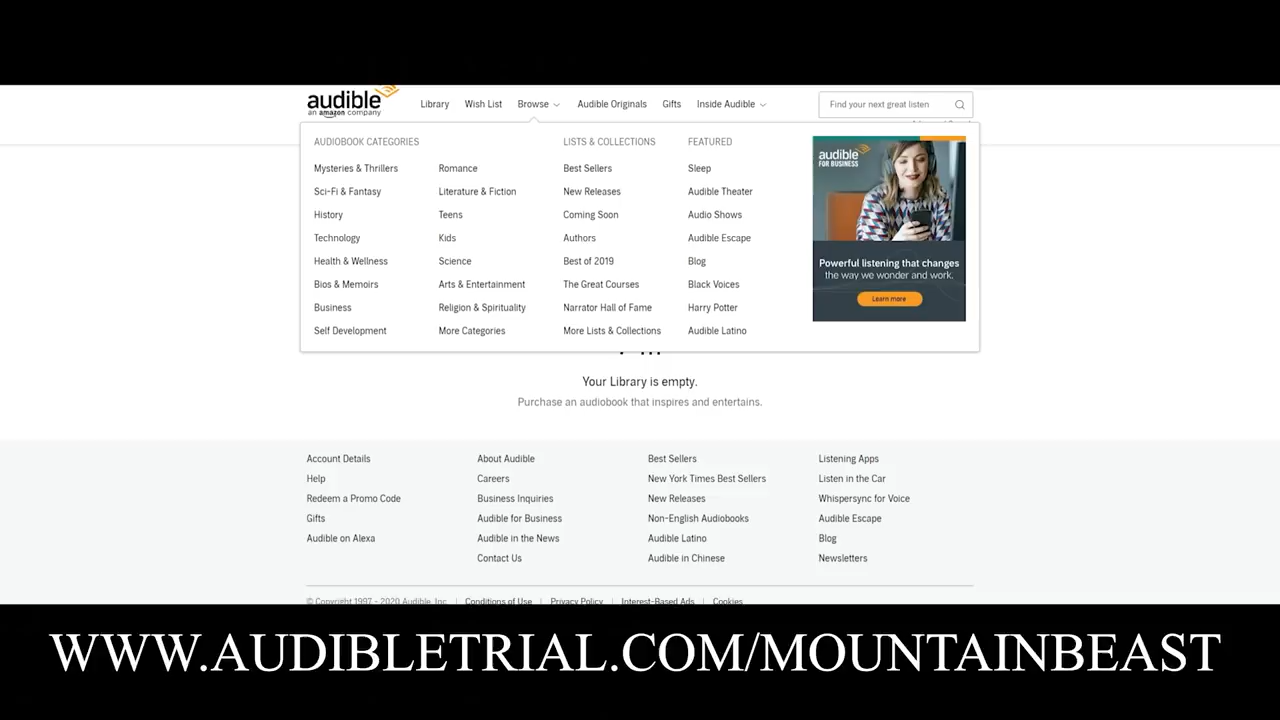 audible
an amazon company
Library
Wish List
Browse
Audible Originals
Gifts
Inside Audible
Find your next great listen
AUDIOBOOK CATEGORIES
Mysteries & Thrillers
Sci-Fi & Fantasy
History
Technology
Health & Wellness
Bios & Memoirs
Business
Self Development
Romance
Literature & Fiction
Teens
Kids
Science
Arts & Entertainment
Religion & Spirituality
More Categories
LISTS & COLLECTIONS
Best Sellers
New Releases
Coming Soon
Authors
Best of 2019
The Great Courses
Narrator Hall of Fame
More Lists & Collections
FEATURED
Sleep
Audible Theater
Audio Shows
Audible Escape
Blog
Black Voices
Harry Potter
Audible Latino
audible
FOR BUSINESS
Powerful listening that changes
the way we wonder and work.
Learn more
Your Library is empty.
Purchase an audiobook that inspires and entertains.
Account Details
Help
Redeem a Promo Code
Gifts
Audible on Alexa
About Audible
Careers
Business Inquiries
Audible for Business
Audible in the News
Contact Us
Best Sellers
New York Times Best Sellers
New Releases
Non-English Audiobooks
Audible Latino
Audible in Chinese
Listening Apps
Listen in the Car
Whispersync for Voice
Audible Escape
Blog
Newsletters
© Copyright 1997 - 2020 Audible, Inc. | Conditions of Use | Privacy Policy | Interest-Based Ads | Cookies
WWW.AUDIBLETRIAL.COM/MOUNTAINBEAST